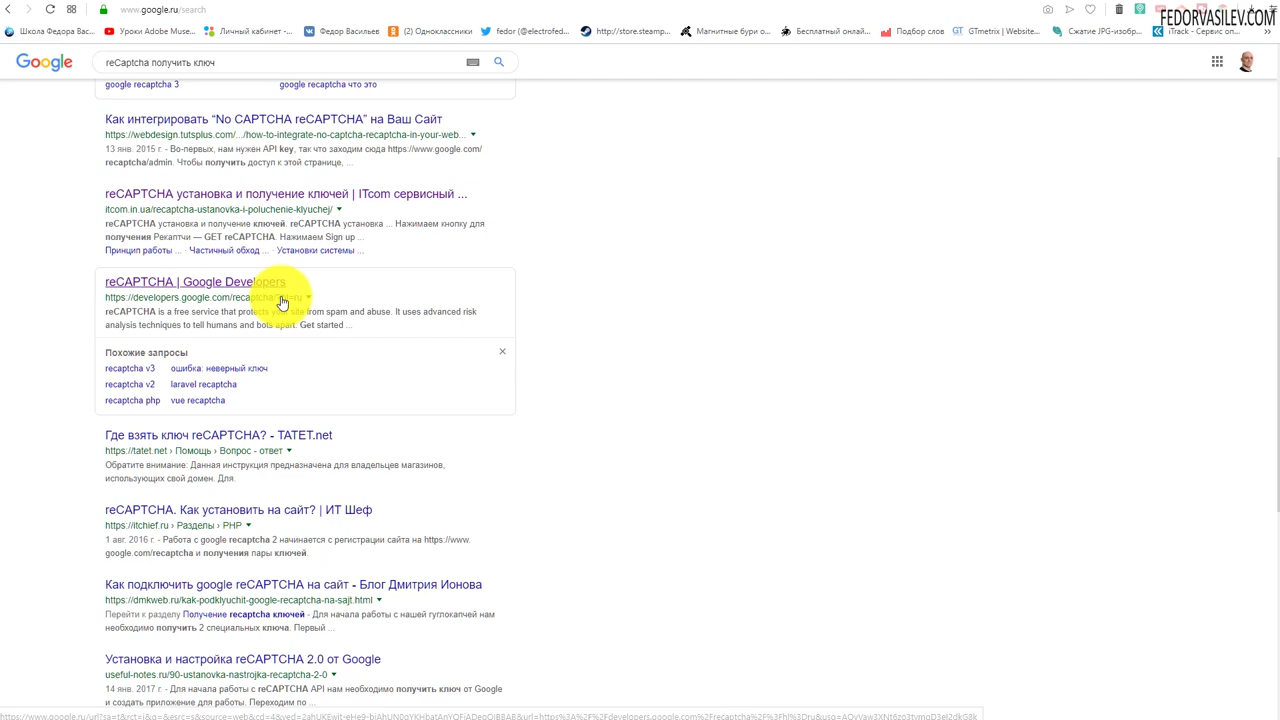 www.google.ru/search
FEDORVASILEV.COM
Школа Федора Вас...
Уроки Adobe Muse...
Личный кабинет -...
Федор Васильев
(2) Одноклассники
fedor (@electrofed...
http://store.steamp...
Магнитные бури о...
Бесплатный онлай...
Подбор слов
GTmetrix | Website...
Сжатие JPG-изобр...
iTrack - Сервис оп...
Google
reCaptcha получить ключ
google recaptcha 3
google recaptcha что это
Как интегрировать “No CAPTCHA reCAPTCHA” на Ваш Сайт
https://webdesign.tutsplus.com/.../how-to-integrate-no-captcha-recaptcha-in-your-web...
13 янв. 2015 г. - Во-первых, нам нужен API key, так что заходим сюда https://www.google.com/
recaptcha/admin. Чтобы получить доступ к этой странице, ...
reCAPTCHA установка и получение ключей | ITcom сервисный ...
itcom.in.ua/recaptcha-ustanovka-i-poluchenie-klyuchej/
reCAPTCHA установка и получение ключей. reCAPTCHA установка ... Нажимаем кнопку для
получения Рекаптчи — GET reCAPTCHA. Нажимаем Sign up ...
Принцип работы ... · Частичный обход ... · Установки системы ...
reCAPTCHA | Google Developers
https://developers.google.com/recaptcha/?hl=ru
reCAPTCHA is a free service that protects your site from spam and abuse. It uses advanced risk
analysis techniques to tell humans and bots apart. Get started ...
Похожие запросы
recaptcha v3
ошибка: неверный ключ
recaptcha v2
laravel recaptcha
recaptcha php
vue recaptcha
Где взять ключ reCAPTCHA? - TATET.net
https://tatet.net › Помощь › Вопрос - ответ
Обратите внимание: Данная инструкция предназначена для владельцев магазинов,
использующих свой домен. Для.
reCAPTCHA. Как установить на сайт? | ИТ Шеф
https://itchief.ru › Разделы › PHP
1 авг. 2016 г. - Работа с google recaptcha 2 начинается с регистрации сайта на https://www.
google.com/recaptcha и получения пары ключей.
Как подключить google reCAPTCHA на сайт - Блог Дмитрия Ионова
https://dmkweb.ru/kak-podklyuchit-google-recaptcha-na-sajt.html
Перейти к разделу Получение recaptcha ключей - Для начала работы с нашей гуглокапчей нам
необходимо получить 2 специальных ключа. Первый ...
Установка и настройка reCAPTCHA 2.0 от Google
useful-notes.ru/90-ustanovka-nastrojka-recaptcha-2-0
14 янв. 2017 г. - Для начала работы с reCAPTCHA API нам необходимо получить ключ от Google
и создать приложение для работы. Переходим по ...